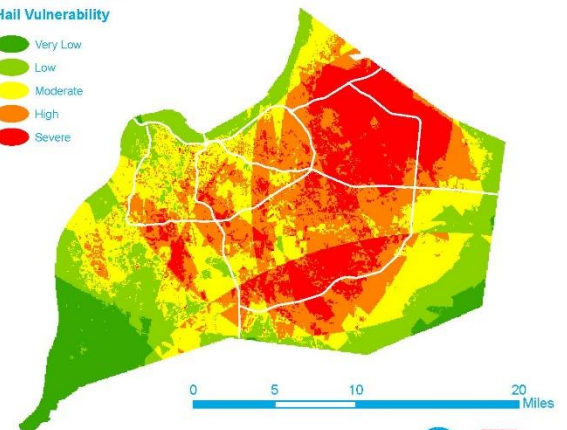 Hail Vulnerability
Very Low
Low
Moderate
High
Severe
0 5 10 20
Miles